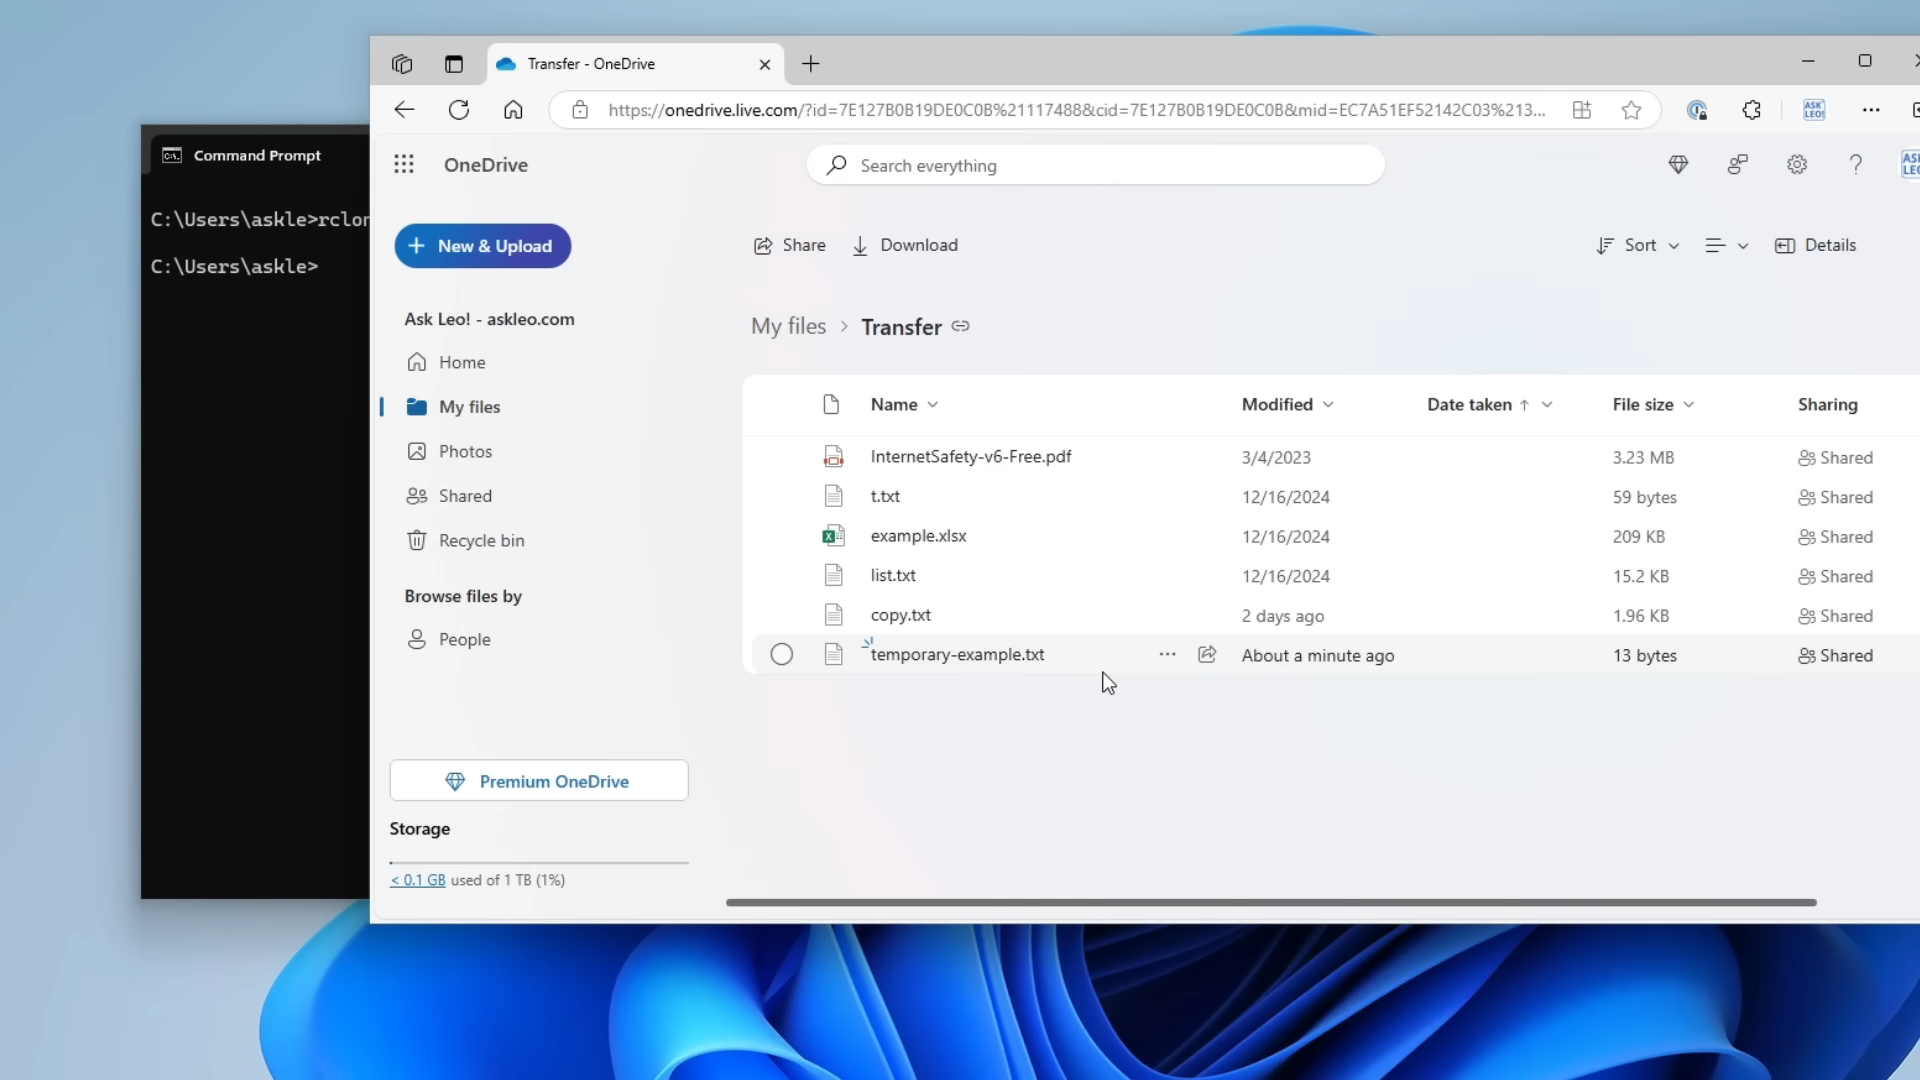 Transfer - OneDrive
https://onedrive.live.com/?id=7E127B0B19DE0C0B%21117488&cid=7E127B0B19DE0C0B&mid=EC7A51EF52142C03%213...
ASK LEO!
Command Prompt
C:\Users\askle>rclon
C:\Users\askle>
OneDrive
Search everything
New & Upload
Share
Download
Sort
Details
Ask Leo! - askleo.com
Home
My files
Photos
Shared
Recycle bin
Browse files by
People
Premium OneDrive
Storage
< 0.1 GB used of 1 TB (1%)
My files > Transfer
Name Modified Date taken ↑ File size Sharing
InternetSafety-v6-Free.pdf 3/4/2023 3.23 MB Shared
t.txt 12/16/2024 59 bytes Shared
example.xlsx 12/16/2024 209 KB Shared
list.txt 12/16/2024 15.2 KB Shared
copy.txt 2 days ago 1.96 KB Shared
temporary-example.txt ... About a minute ago 13 bytes Shared